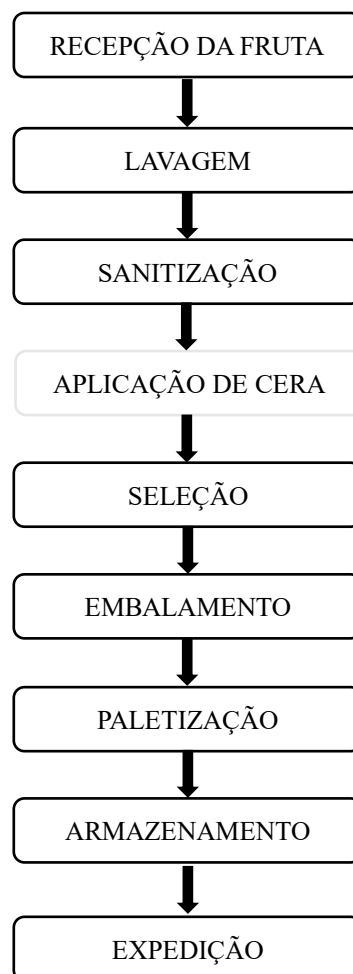 RECEPÇÃO DA FRUTA
LAVAGEM
SANITIZAÇÃO
APLICAÇÃO DE CERA
SELEÇÃO
EMBALAMENTO
PALETIZAÇÃO
ARMAZENAMENTO
EXPEDIÇÃO